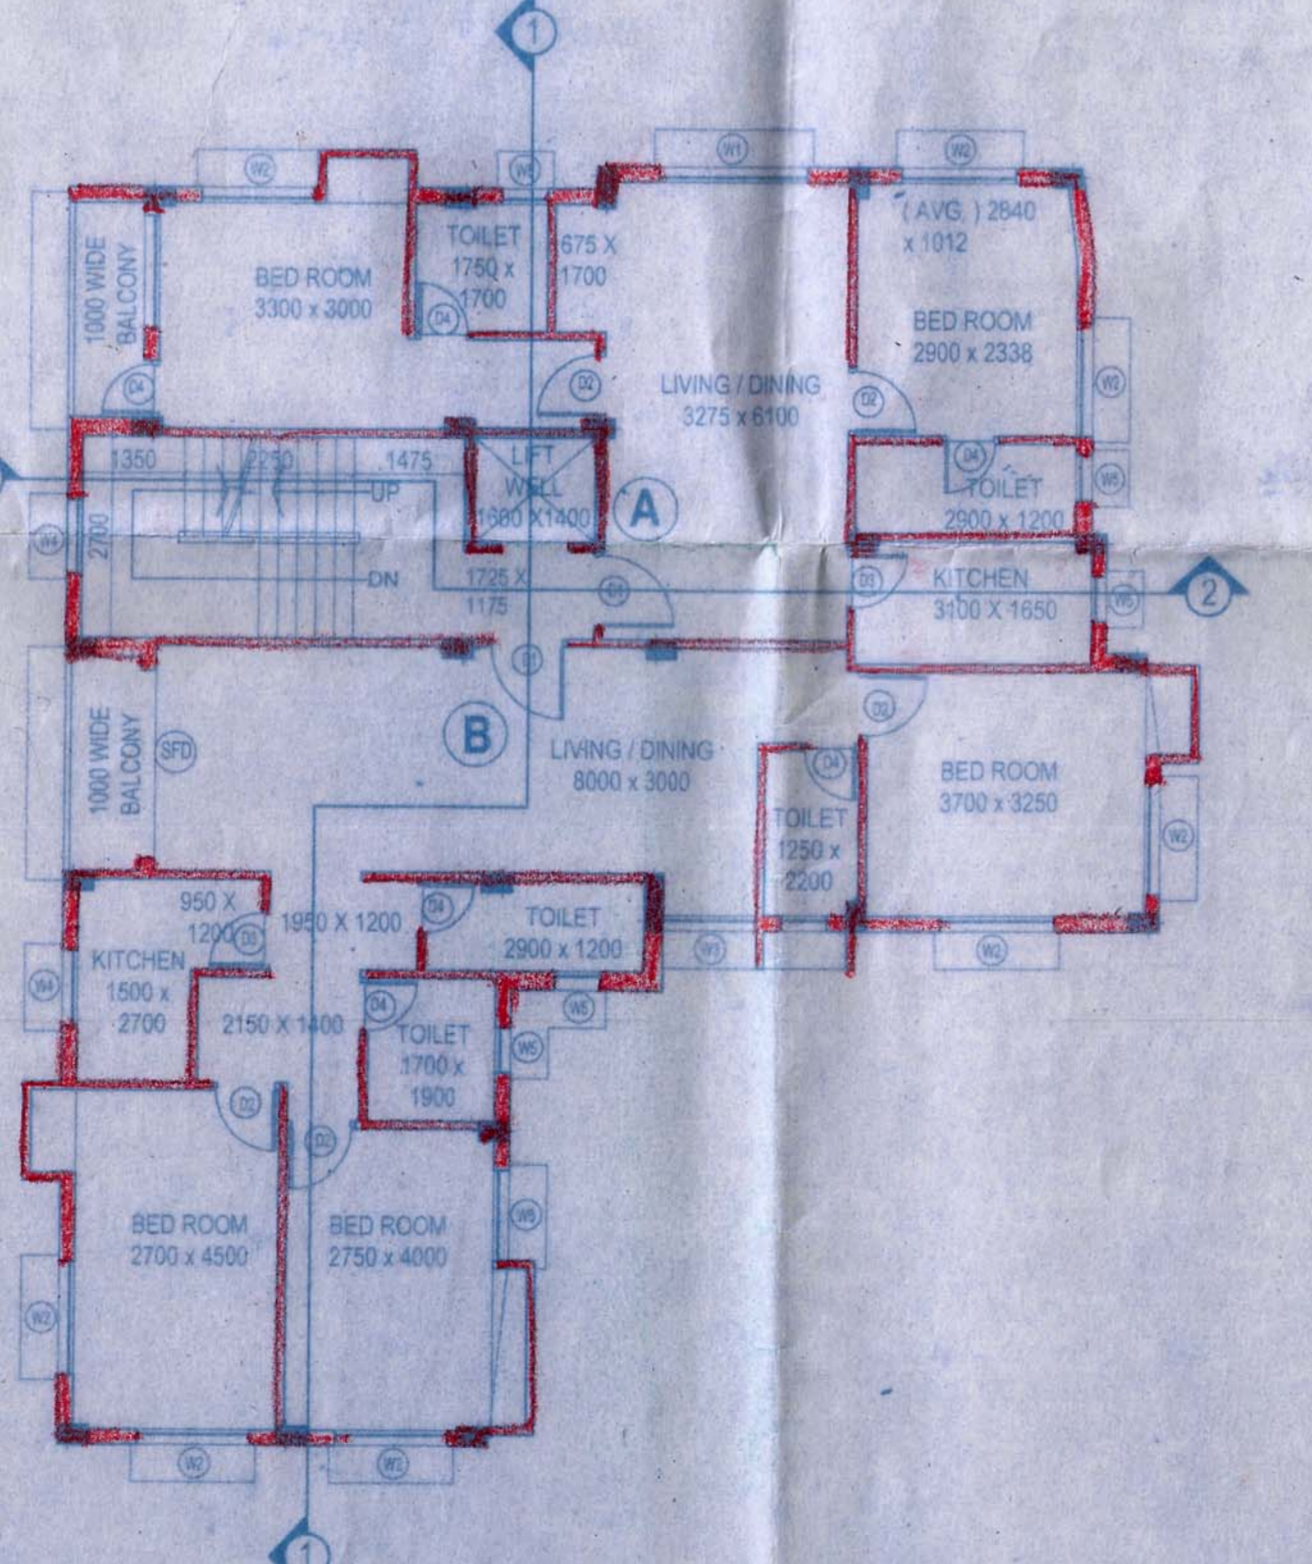 1
W1
W2
W2
( AVG. ) 2840
x 1012
TOILET
1750 x
1700
675 X
1700
1000 WIDE
BALCONY
BED ROOM
3300 x 3000
D4
BED ROOM
2900 x 2338
D4
D2
LIVING / DINING
3275 x 6100
D2
W2
1350
2250
1475
LIFT
WELL
1600 X1400
UP
A
D4
TOILET
2900 x 1200
W5
W4
2700
DN
1725 X
1175
D1
D3
KITCHEN
3100 X 1650
W5
2
D1
1000 WIDE
BALCONY
SFD
B
LIVING / DINING
8000 x 3000
D2
BED ROOM
3700 x 3250
D4
TOILET
1250 x
2200
W2
950 X
1200
D3
1950 X 1200
D4
TOILET
2900 x 1200
W2
KITCHEN
1500 x
2700
W4
2150 X 1400
D4
TOILET
1700 x
1900
W5
W5
D2
D2
BED ROOM
2700 x 4500
BED ROOM
2750 x 4000
W2
W2
W2
1